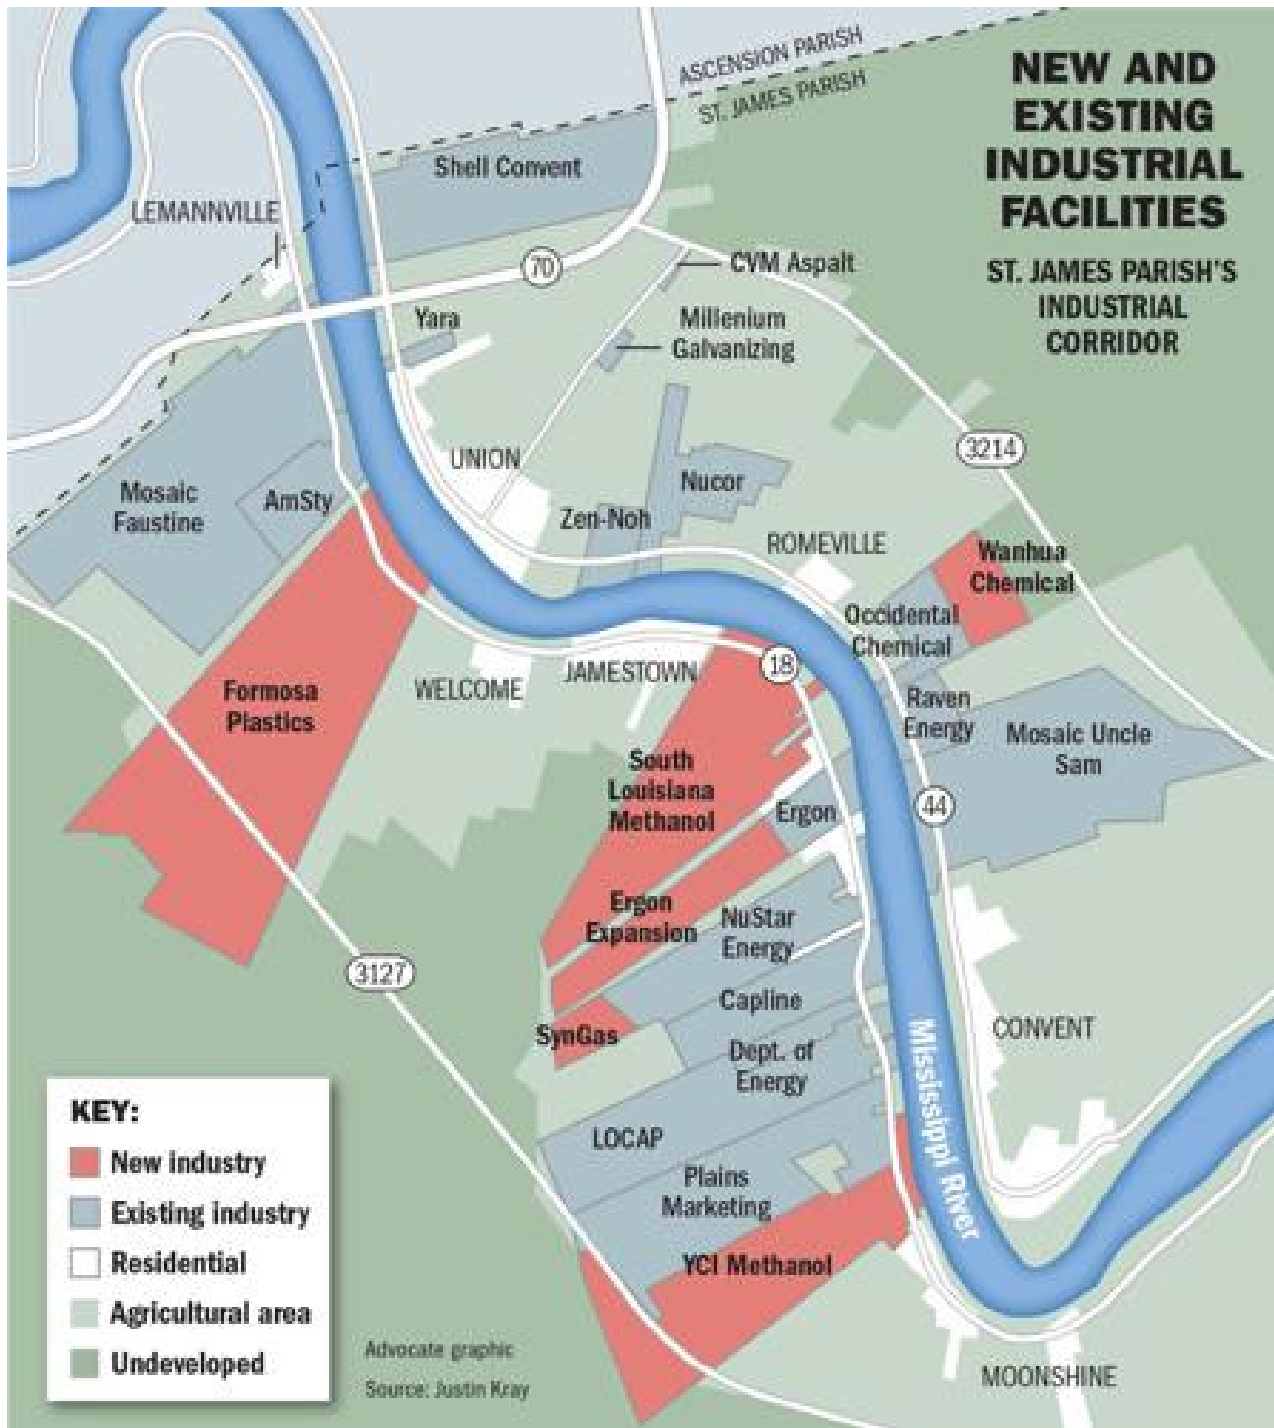 NEW AND
EXISTING
INDUSTRIAL
FACILITIES
ST. JAMES PARISH'S
INDUSTRIAL
CORRIDOR
ASCENSION PARISH
ST. JAMES PARISH
Shell Convent
LEMANNVILLE
70
CVM Aspalt
Yara
Millenium
Galvanizing
3214
UNION
Nucor
Mosaic
Faustine
AmSty
Zen-Noh
ROMEVILLE
Wanhua
Chemical
Occidental
Chemical
18
JAMESTOWN
WELCOME
Formosa
Plastics
Raven
Energy
Mosaic Uncle
Sam
South
Louisiana
Methanol
Ergon
44
Ergon
Expansion
NuStar
Energy
3127
Capline
SynGas
CONVENT
Dept. of
Energy
Mississippi River
LOCAP
Plains
Marketing
YCI Methanol
MOONSHINE
KEY:
New industry
Existing industry
Residential
Agricultural area
Undeveloped
Advocate graphic
Source: Justin Kray